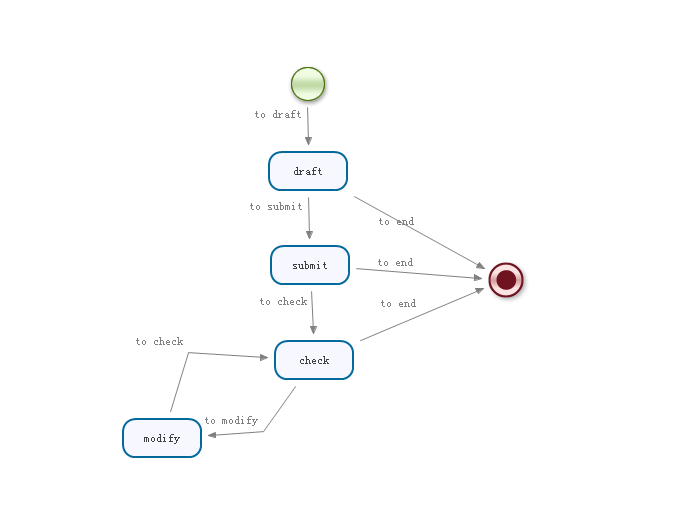 to draft
draft
to submit
to end
submit
to end
to check
to end
check
to check
to modify
modify